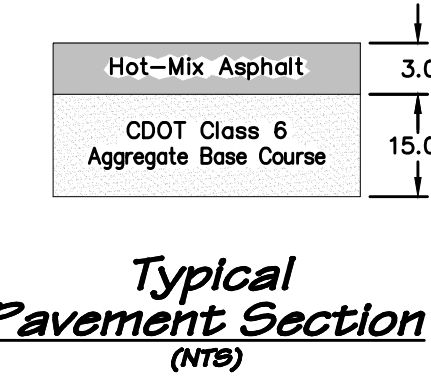 Hot-Mix Asphalt
3.0
CDOT Class 6
Aggregate Base Course
15.0
Typical
Pavement Section
(NTS)